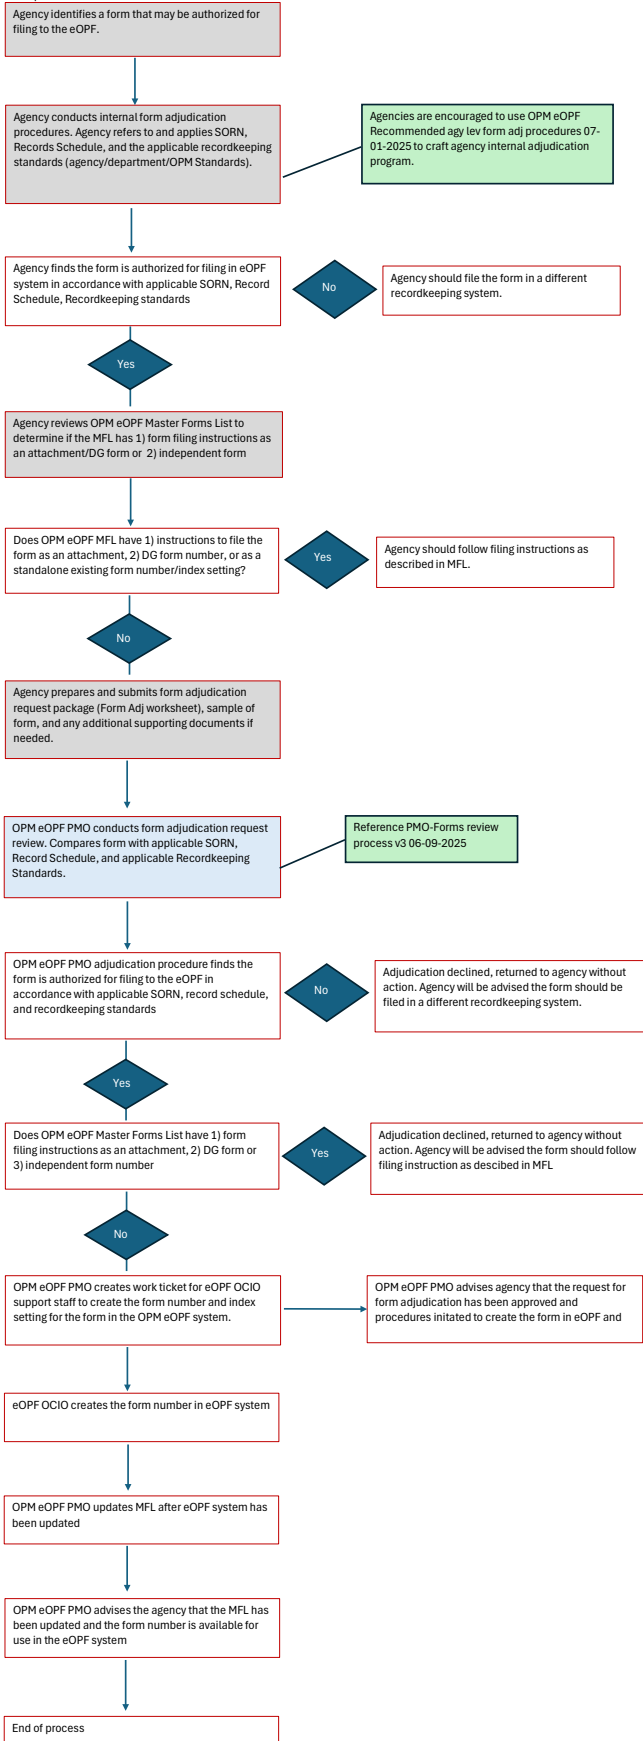 Agency identifies a form that may be authorized for
filing to the eOPF.
Agency conducts internal form adjudication
procedures. Agency refers to and applies SORN,
Records Schedule, and the applicable recordkeeping
standards (agency/department/OPM Standards).
Agencies are encouraged to use OPM eOPF
Recommended agy lev form adj procedures 07-
01-2025 to craft agency internal adjudication
program.
Agency finds the form is authorized for filing in eOPF
system in accordance with applicable SORN, Record
Schedule, Recordkeeping standards
No
Agency should file the form in a different
recordkeeping system.
Yes
Agency reviews OPM eOPF Master Forms List to
determine if the MFL has 1) form filing instructions as
an attachment/DG form or 2) independent form
Does OPM eOPF MFL have 1) instructions to file the
form as an attachment, 2) DG form number, or as a
standalone existing form number/index setting?
Yes
Agency should follow filing instructions as
described in MFL.
No
Agency prepares and submits form adjudication
request package (Form Adj worksheet), sample of
form, and any additional supporting documents if
needed.
OPM eOPF PMO conducts form adjudication request
review. Compares form with applicable SORN,
Record Schedule, and applicable Recordkeeping
Standards.
Reference PMO-Forms review
process v3 06-09-2025
OPM eOPF PMO adjudication procedure finds the
form is authorized for filing to the eOPF in
accordance with applicable SORN, record schedule,
and recordkeeping standards
No
Adjudication declined, returned to agency without
action. Agency will be advised the form should be
filed in a different recordkeeping system.
Yes
Does OPM eOPF Master Forms List have 1) form
filing instructions as an attachment, 2) DG form or
3) independent form number
Yes
Adjudication declined, returned to agency without
action. Agency will be advised the form should follow
filing instruction as descibed in MFL
No
OPM eOPF PMO creates work ticket for eOPF OCIO
support staff to create the form number and index
setting for the form in the OPM eOPF system.
OPM eOPF PMO advises agency that the request for
form adjudication has been approved and
procedures initated to create the form in eOPF and
eOPF OCIO creates the form number in eOPF system
OPM eOPF PMO updates MFL after eOPF system has
been updated
OPM eOPF PMO advises the agency that the MFL has
been updated and the form number is available for
use in the eOPF system
End of process